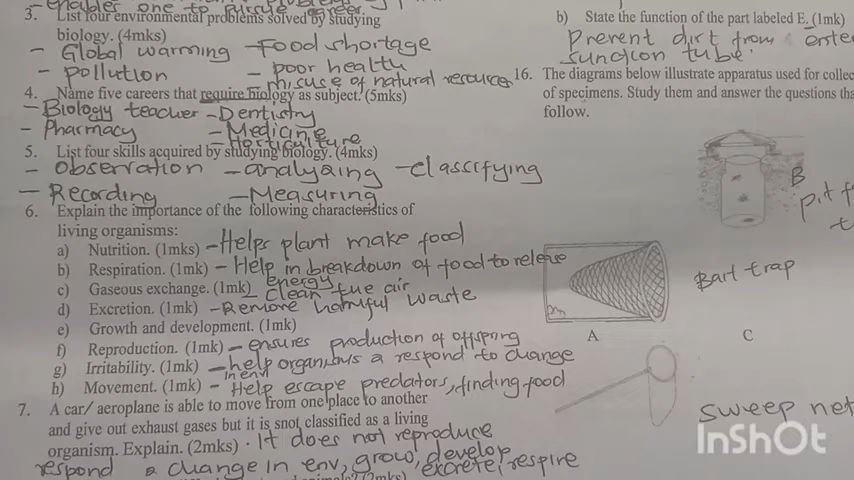 enables one to pursue career.
3. List four environmental problems solved by studying
biology. (4mks)
- Global warming - Food shortage
- pollution - poor health
- misuse of natural resources
4. Name five careers that require biology as subject. (5mks)
- Biology teacher - Dentistry
- Pharmacy - Medicine
- Horticulture
5. List four skills acquired by studying biology. (4mks)
- Observation - analyzing - classifying
- Recording - Measuring
6. Explain the importance of the following characteristics of
living organisms:
a) Nutrition. (1mks) - Helps plant make food
b) Respiration. (1mk) - Help in breakdown of food to release
energy
c) Gaseous exchange. (1mk) - clean the air
d) Excretion. (1mk) - Remove harmful waste
e) Growth and development. (1mk)
f) Reproduction. (1mk) - ensures production of offspring
g) Irritability. (1mk) - help organisms a respond to change
in env
h) Movement. (1mk) - Help escape predators, finding food
7. A car/ aeroplane is able to move from one place to another
and give out exhaust gases but it is snot classified as a living
organism. Explain. (2mks) . It does not reproduce
respond a change in env, grow, develop
excrete, respire
b) State the function of the part labeled E. (1mk)
Prevent dirt from enter
suncion tube.
16. The diagrams below illustrate apparatus used for collec
of specimens. Study them and answer the questions tha
follow.
B
pit f
t
Bait trap
A
C
sweep net
InShOt